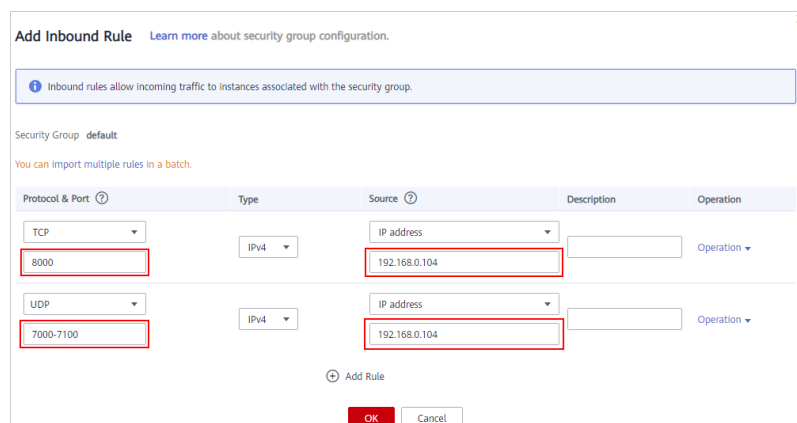 Add Inbound Rule Learn more about security group configuration.
Inbound rules allow incoming traffic to instances associated with the security group.
Security Group default
You can import multiple rules in a batch.
Protocol & Port Type Source Description Operation
TCP IP address
IPv4 Operation
8000 192.168.0.104
UDP IP address
IPv4 Operation
7000-7100 192.168.0.104
Add Rule
OK Cancel